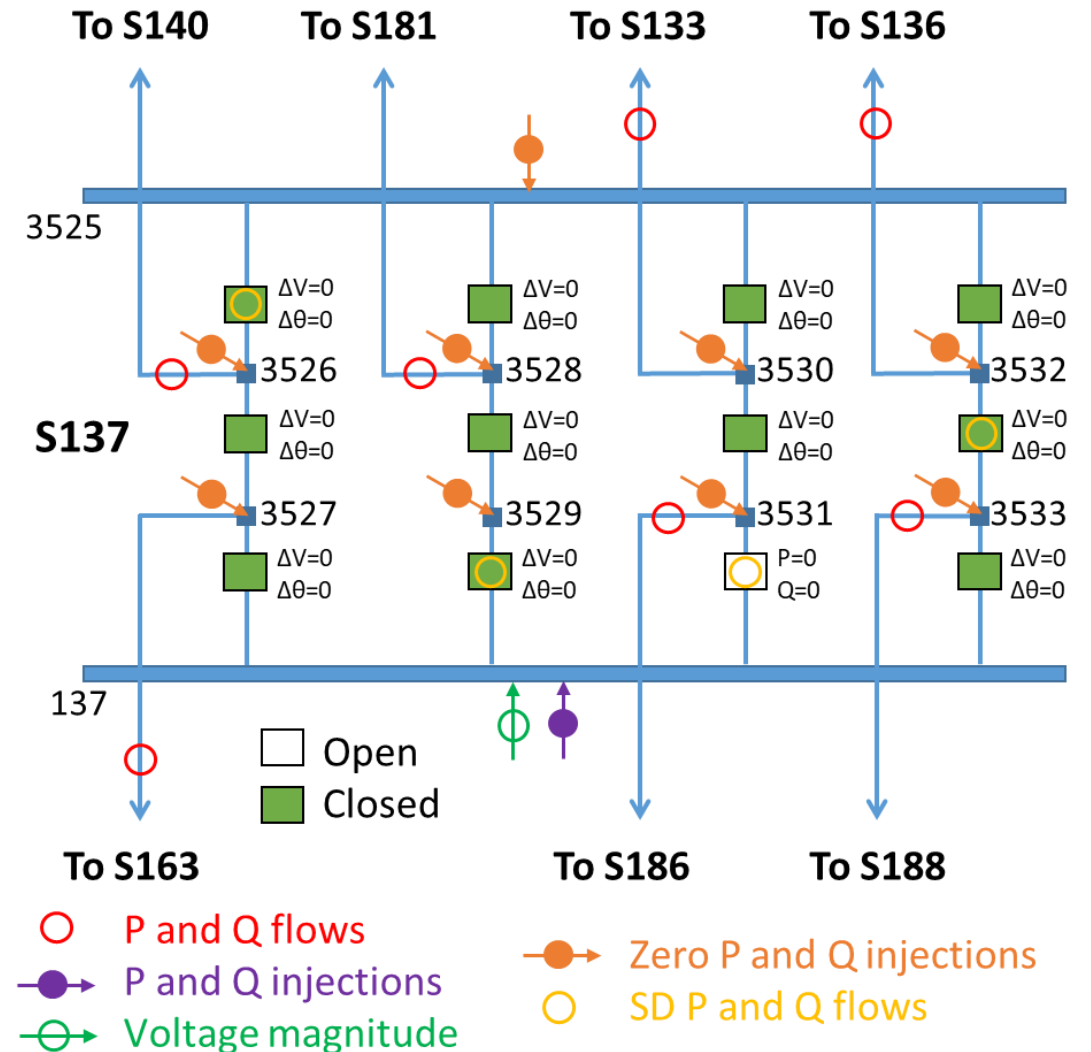 To S140 To S181 To S133 To S136
3525
ΔV=0 ΔV=0 ΔV=0 ΔV=0
Δθ=0 Δθ=0 Δθ=0 Δθ=0
3526 3528 3530 3532
S137
ΔV=0 ΔV=0 ΔV=0 ΔV=0
Δθ=0 Δθ=0 Δθ=0 Δθ=0
3527 3529 3531 3533
ΔV=0 ΔV=0 P=0 ΔV=0
Δθ=0 Δθ=0 Q=0 Δθ=0
137
Open
Closed
To S163 To S186 To S188
P and Q flows
P and Q injections
Voltage magnitude
Zero P and Q injections
SD P and Q flows